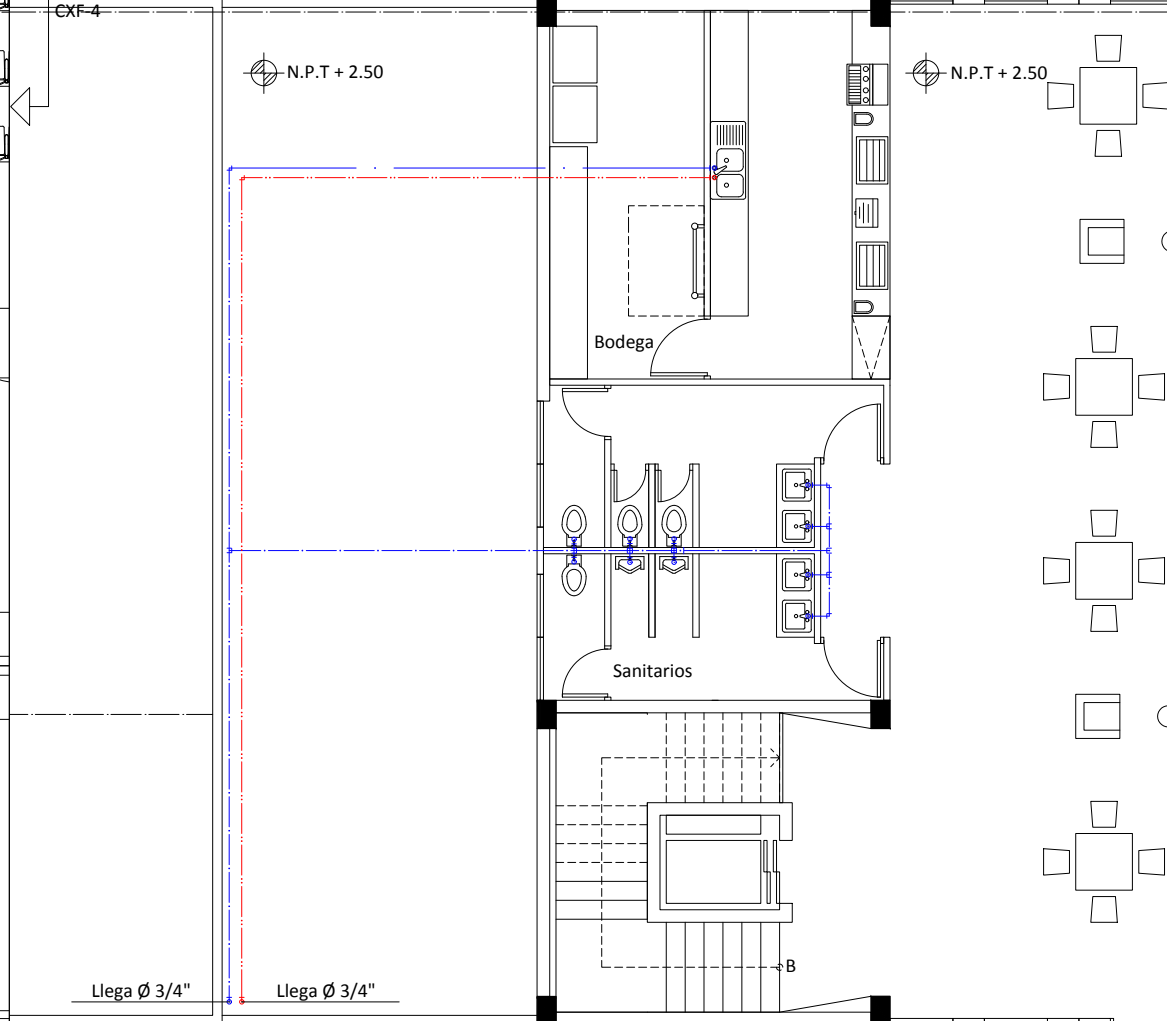 CXF-4
N.P.T + 2.50
N.P.T + 2.50
Bodega
Sanitarios
B
Llega Ø 3/4"
Llega Ø 3/4"